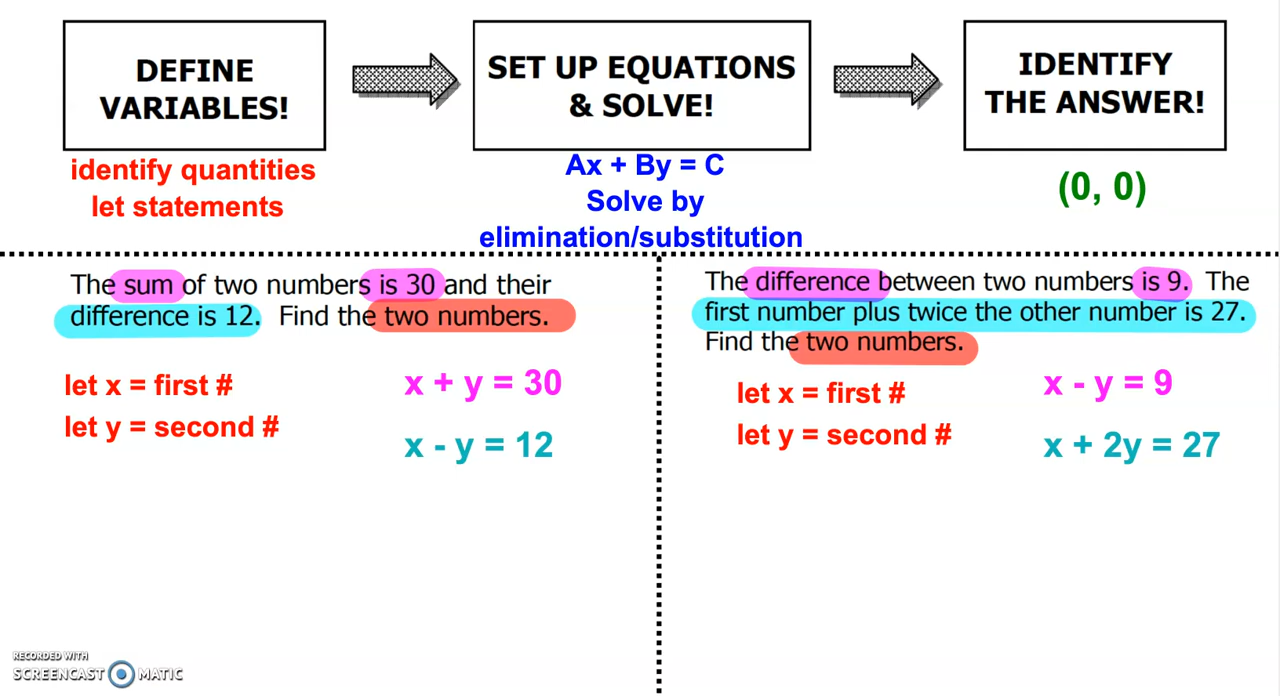 DEFINE
VARIABLES!
SET UP EQUATIONS
& SOLVE!
IDENTIFY
THE ANSWER!
identify quantities
let statements
Ax + By = C
Solve by
elimination/substitution
(0, 0)
The sum of two numbers is 30 and their
difference is 12. Find the two numbers.
let x = first #
let y = second #
x + y = 30
x - y = 12
The difference between two numbers is 9. The
first number plus twice the other number is 27.
Find the two numbers.
let x = first #
let y = second #
x - y = 9
x + 2y = 27
RECORDED WITH
SCREENCAST MATIC